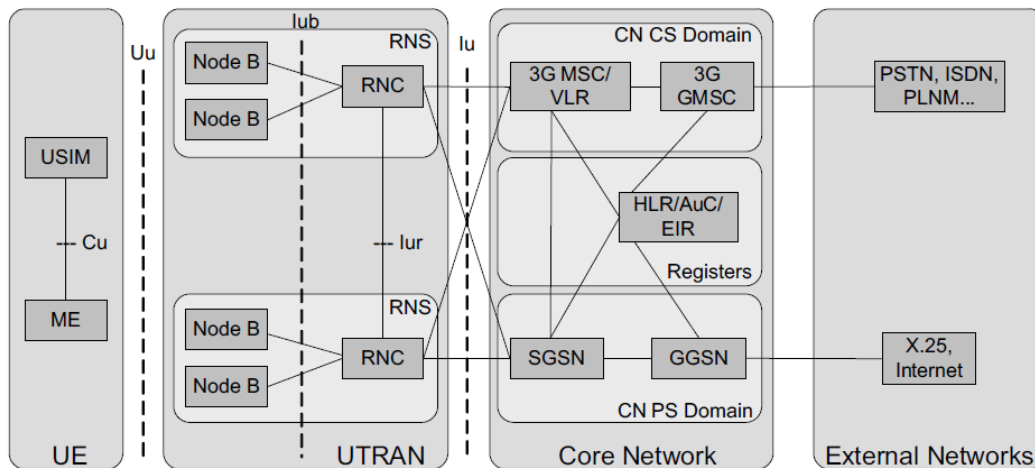 Uu
Iub
Iu
RNS
Node B
Node B
RNC
USIM
--- Cu
ME
--- Iur
RNS
Node B
Node B
RNC
UE
UTRAN
CN CS Domain
3G MSC/
VLR
3G
GMSC
HLR/AuC/
EIR
Registers
SGSN
GGSN
CN PS Domain
Core Network
PSTN, ISDN,
PLNM...
X.25,
Internet
External Networks